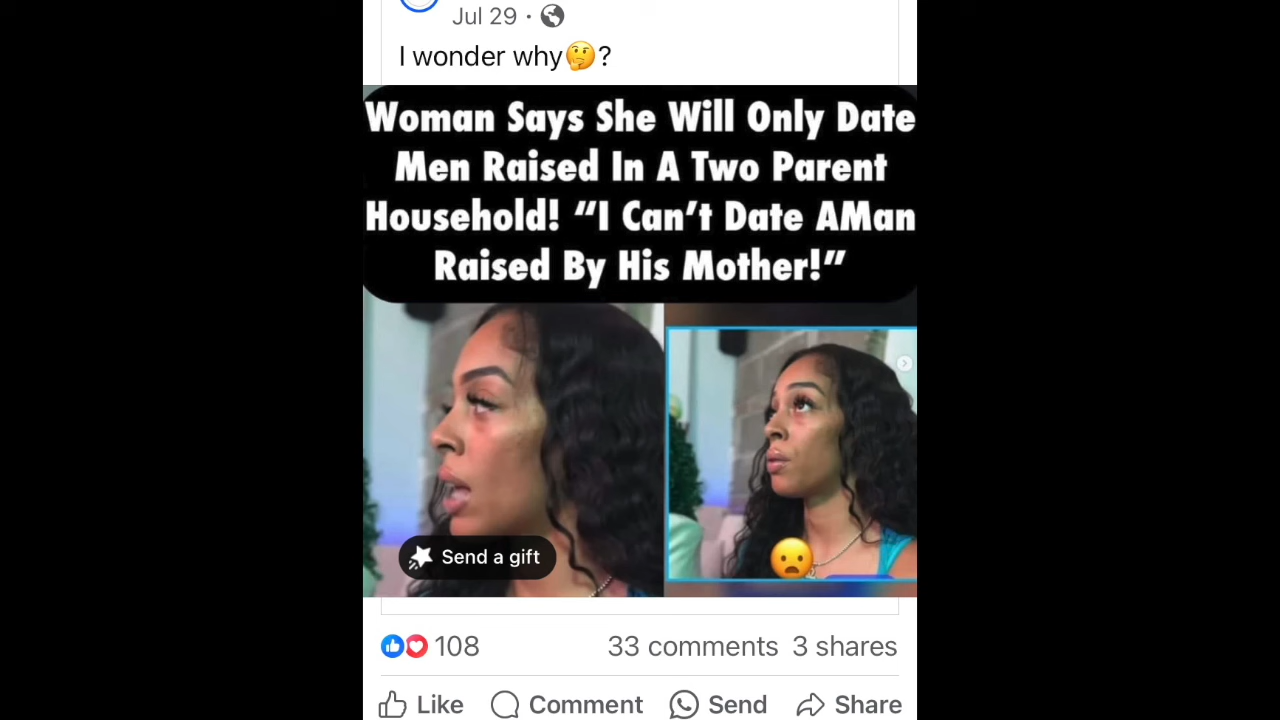 Jul 29 ·
I wonder why🤔?
Woman Says She Will Only Date
Men Raised In A Two Parent
Household! “I Can’t Date AMan
Raised By His Mother!”
Send a gift
108
33 comments 3 shares
Like
Comment
Send
Share